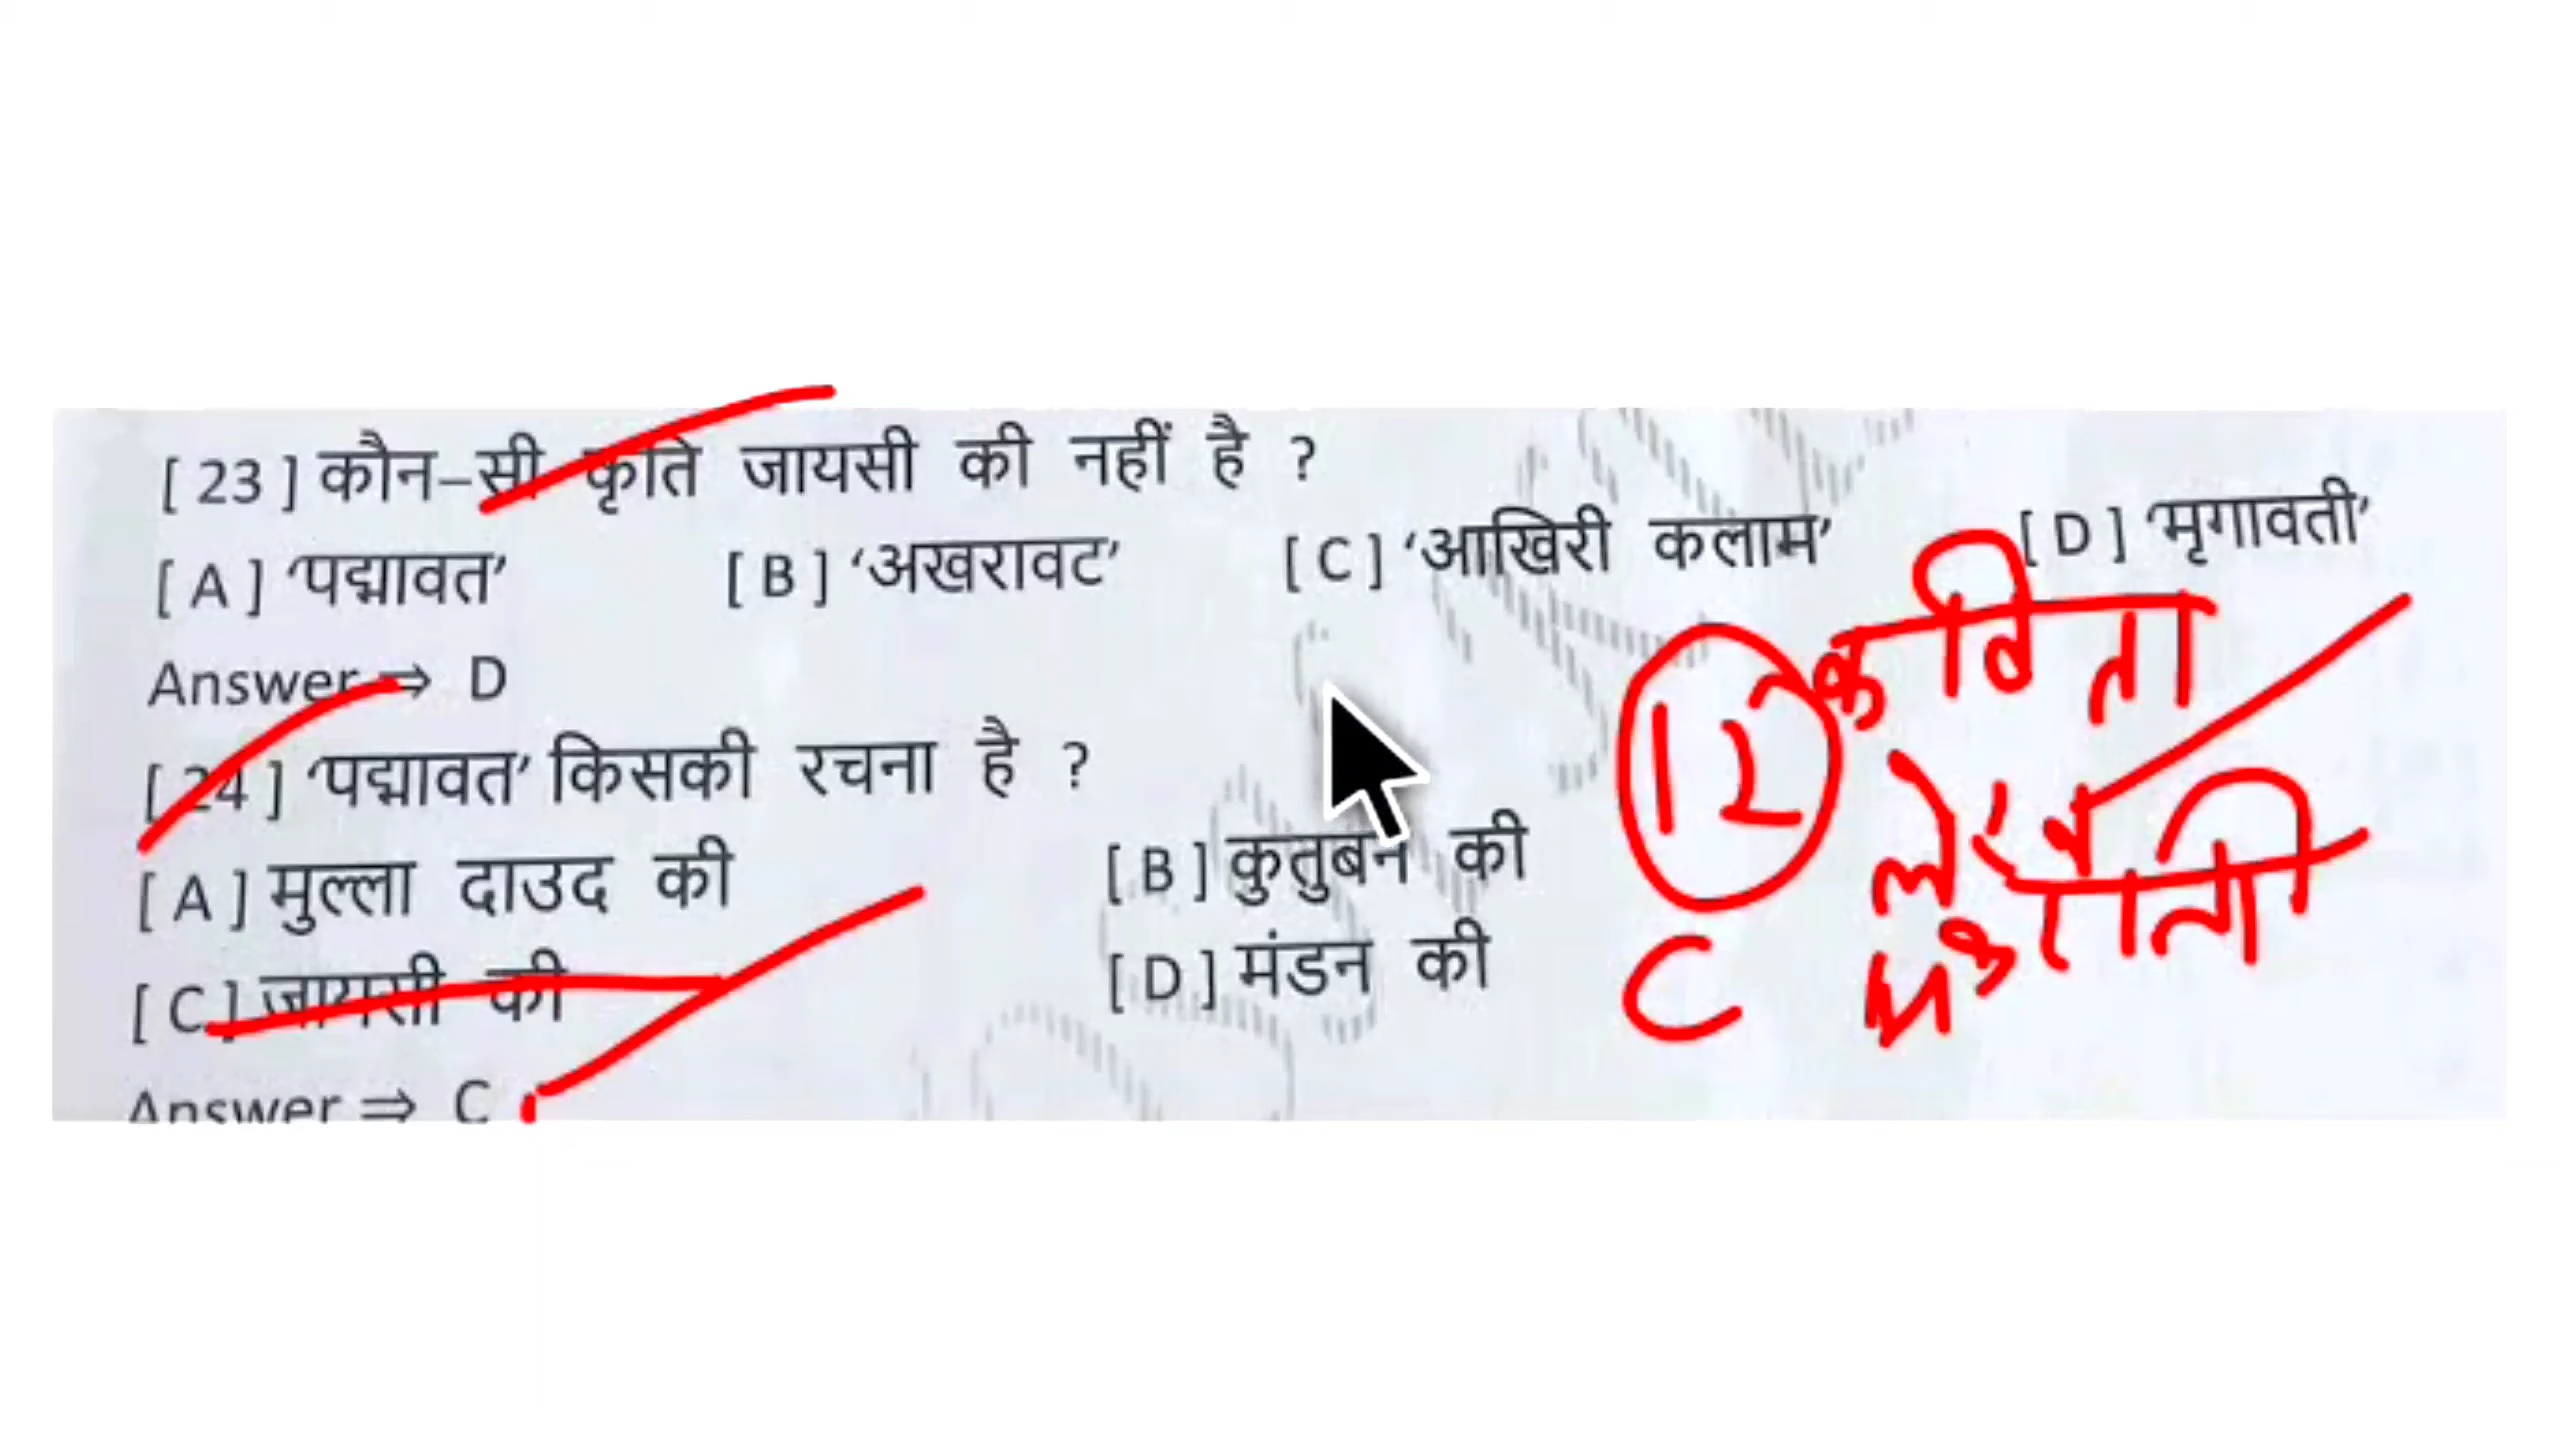 [ 23 ] कौन–सी कृति जायसी की नहीं है ?
[ A ] ‘पद्मावत’ [ B ] ‘अखरावट’ [ C ] ‘आखिरी कलाम’ [ D ] ‘मृगावती’
Answer ⇒ D
[ 24 ] ‘पद्मावत’ किसकी रचना है ?
[ A ] मुल्ला दाउद की [ B ] कुतुबन की
[ C ] जायसी की [ D ] मंडन की
Answer ⇒ C
12 कविता
लेख
C